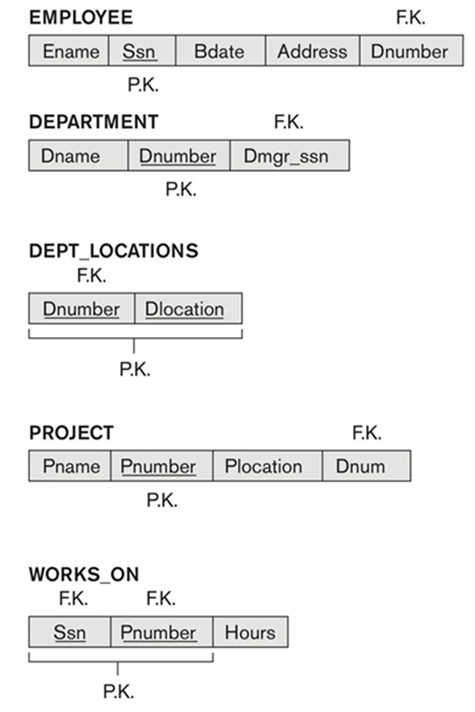 EMPLOYEE F.K.
Ename Ssn Bdate Address Dnumber
P.K.
DEPARTMENT F.K.
Dname Dnumber Dmgr_ssn
P.K.
DEPT_LOCATIONS
F.K.
Dnumber Dlocation
P.K.
PROJECT F.K.
Pname Pnumber Plocation Dnum
P.K.
WORKS_ON
F.K. F.K.
Ssn Pnumber Hours
P.K.